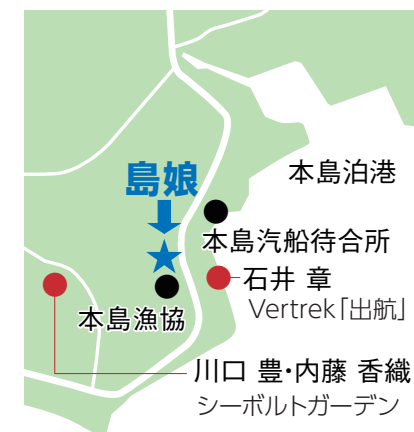 島娘
本島泊港
本島汽船待合所
石井 章
Vertrek「出航」
本島漁協
川口 豊・内藤 香織
シーボルトガーデン